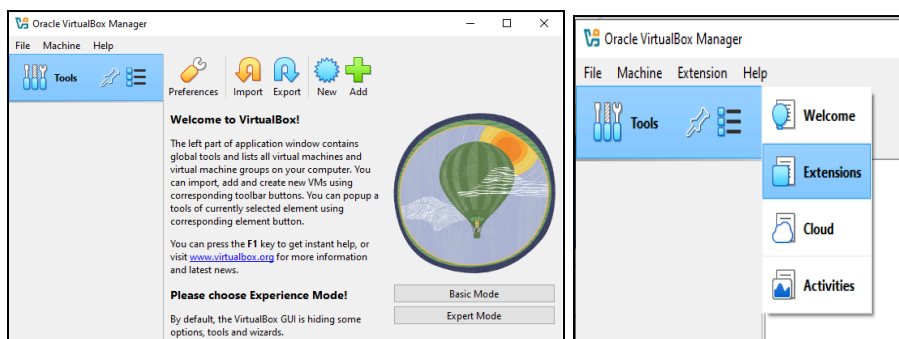 Oracle VirtualBox Manager
File Machine Help
Tools
Preferences Import Export New Add
Welcome to VirtualBox!
The left part of application window contains
global tools and lists all virtual machines and
virtual machine groups on your computer. You
can import, add and create new VMs using
corresponding toolbar buttons. You can popup a
tools of currently selected element using
corresponding element button.
You can press the F1 key to get instant help, or
visit www.virtualbox.org for more information
and latest news.
Please choose Experience Mode!
By default, the VirtualBox GUI is hiding some
options, tools and wizards.
Basic Mode
Expert Mode
Oracle VirtualBox Manager
File Machine Extension Help
Tools
Welcome
Extensions
Cloud
Activities